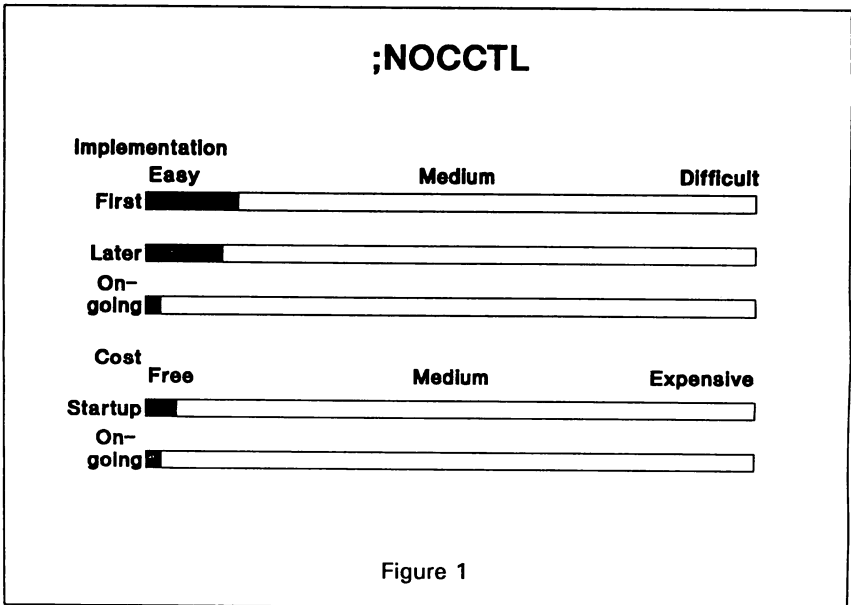 ;NOCCTL
Implementation
Easy Medium Difficult
First
Later
On-
going
Cost
Free Medium Expensive
Startup
On-
going
Figure 1